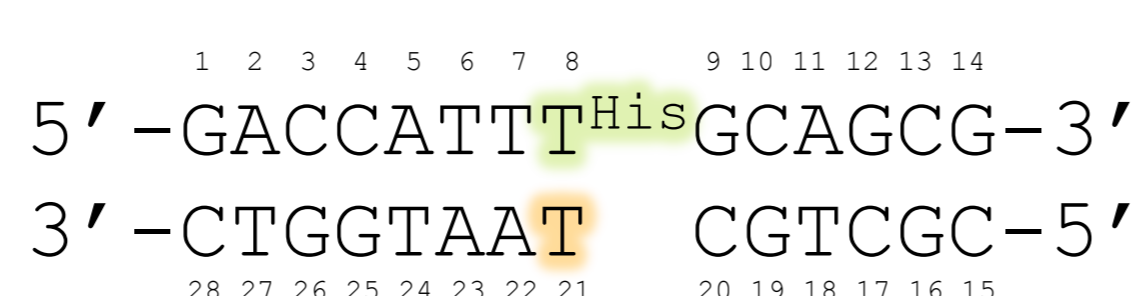 1 2 3 4 5 6 7 8 9 10 11 12 13 14
5′-GACCATTTᴴⁱˢGCAGCG-3′
3′-CTGGTAAT CGTCGC-5′
28 27 26 25 24 23 22 21 20 19 18 17 16 15